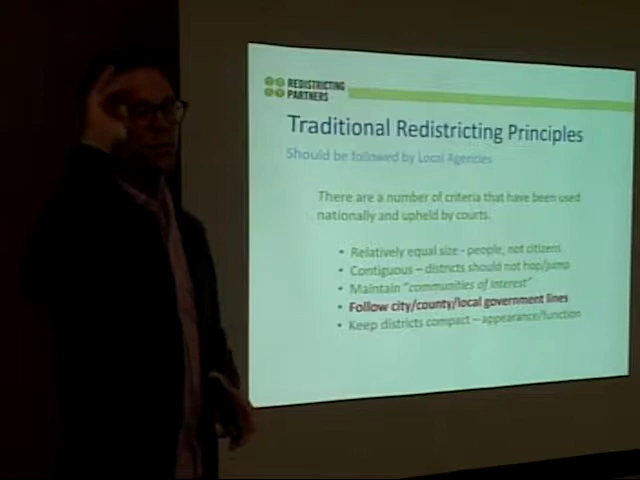 REDISTRICTING
PARTNERS
Traditional Redistricting Principles
Should be followed by Local Agencies
There are a number of criteria that have been used
nationally and upheld by courts.
• Relatively equal size - people, not citizens
• Contiguous – districts should not hop/jump
• Maintain “communities of interest”
• Follow city/county/local government lines
• Keep districts compact – appearance/function